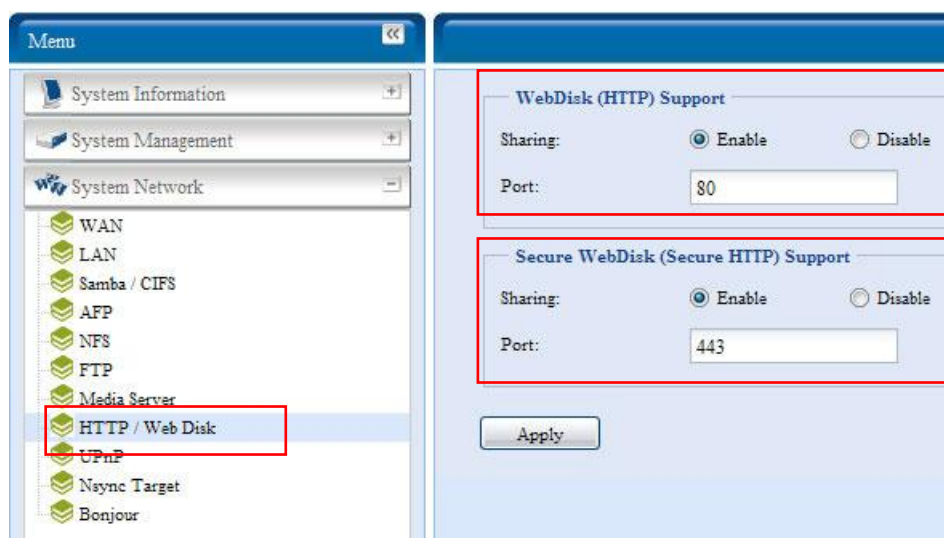 Menu
System Information
System Management
System Network
WAN
LAN
Samba / CIFS
AFP
NFS
FTP
Media Server
HTTP / Web Disk
UPnP
Nsync Target
Bonjour
WebDisk (HTTP) Support
Sharing: Enable Disable
Port: 80
Secure WebDisk (Secure HTTP) Support
Sharing: Enable Disable
Port: 443
Apply